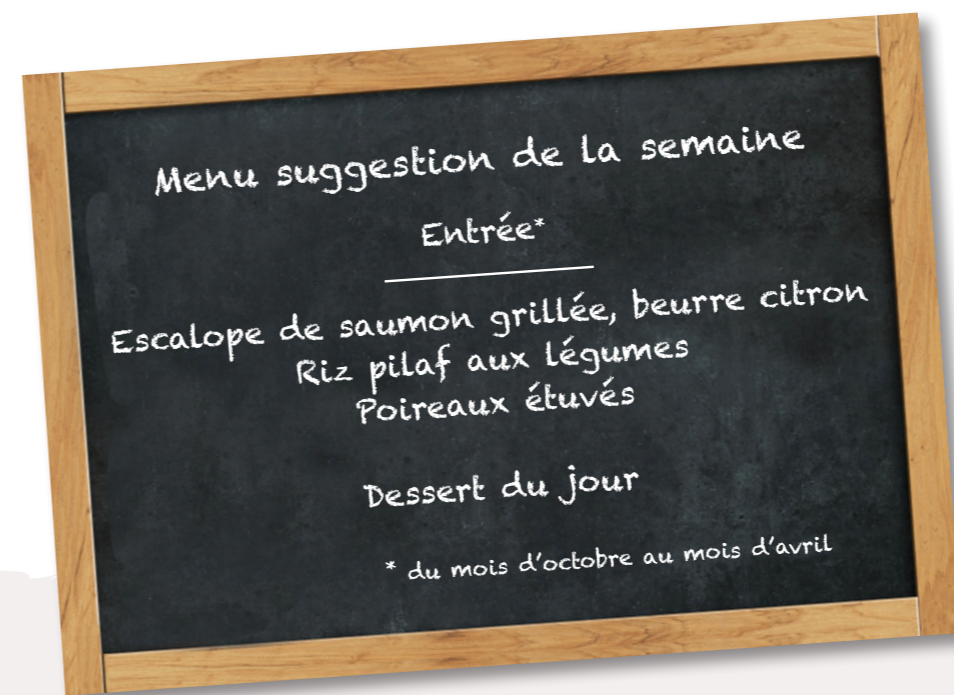 Menu suggestion de la semaine
Entrée*
Escalope de saumon grillée, beurre citron
Riz pilaf aux légumes
Poireaux étuvés
Dessert du jour
* du mois d'octobre au mois d'avril